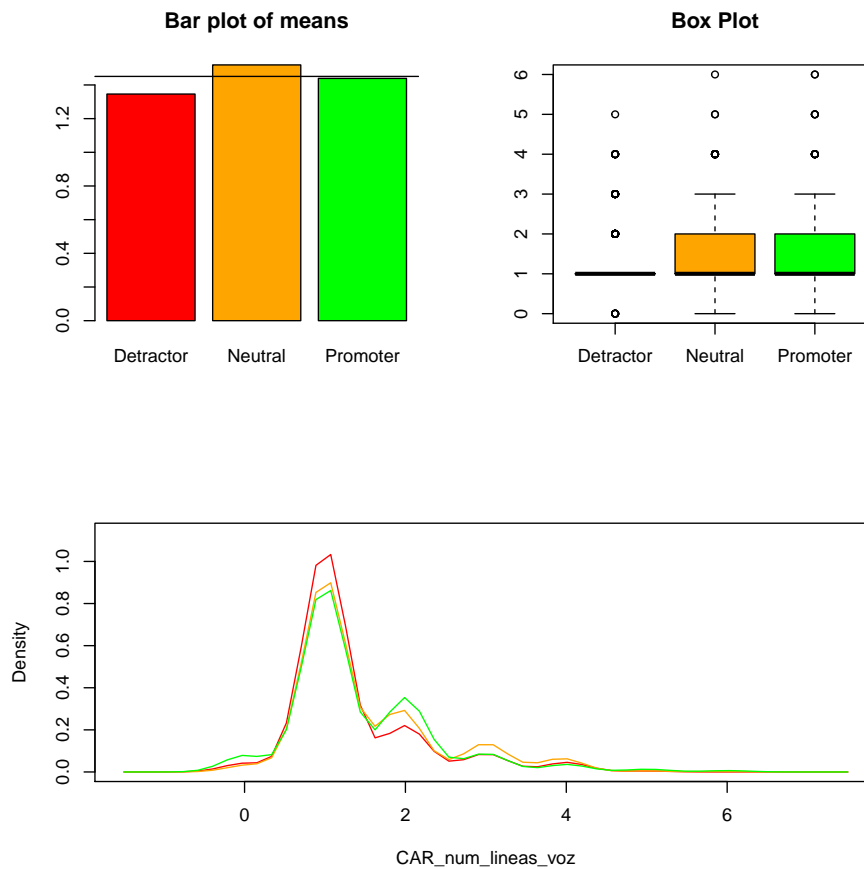 Bar plot of means
0.0
0.4
0.8
1.2
Detractor Neutral Promoter
Box Plot
0
1
2
3
4
5
6
Detractor Neutral Promoter
Density
0.0
0.2
0.4
0.6
0.8
1.0
0 2 4 6
CAR_num_lineas_voz